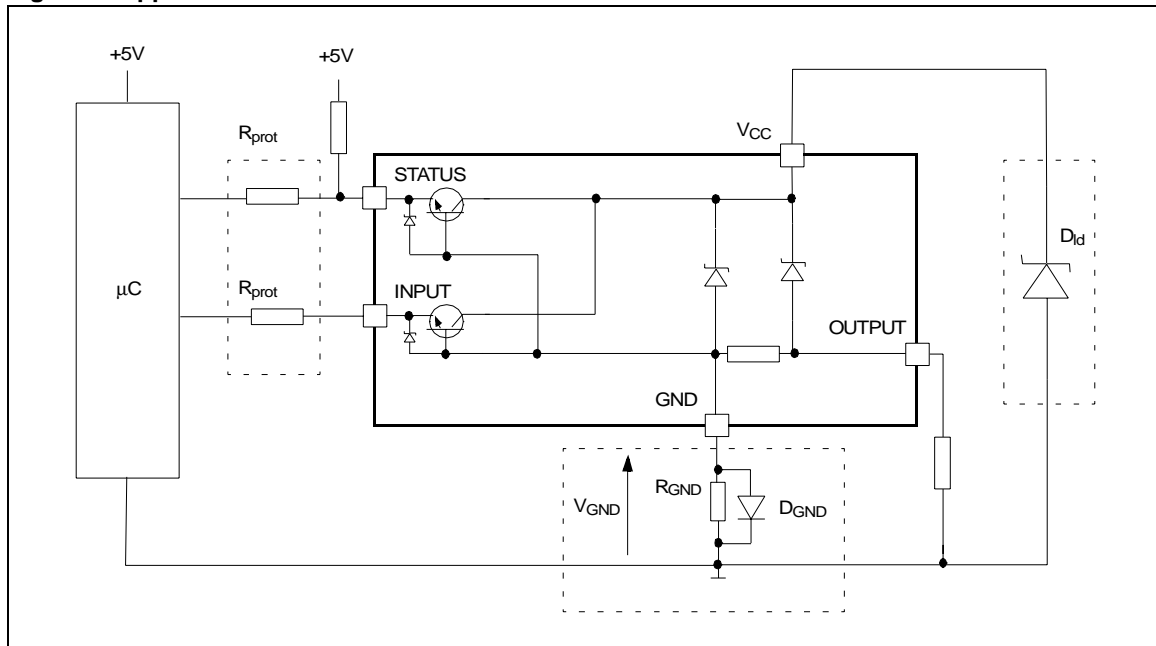 +5V
+5V
Rprot
VCC
STATUS
Dld
μC
Rprot
INPUT
OUTPUT
GND
RGND
VGND
DGND